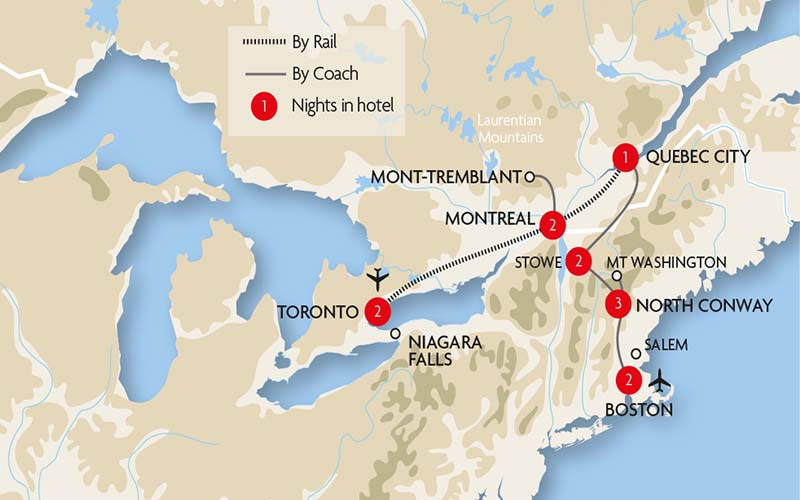 By Rail
By Coach
1 Nights in hotel
Laurentian
Mountains
1 QUEBEC CITY
MONT-TREMBLANT
MONTREAL 2
STOWE 2
MT WASHINGTON
TORONTO 2
3 NORTH CONWAY
NIAGARA
FALLS
SALEM
2
BOSTON